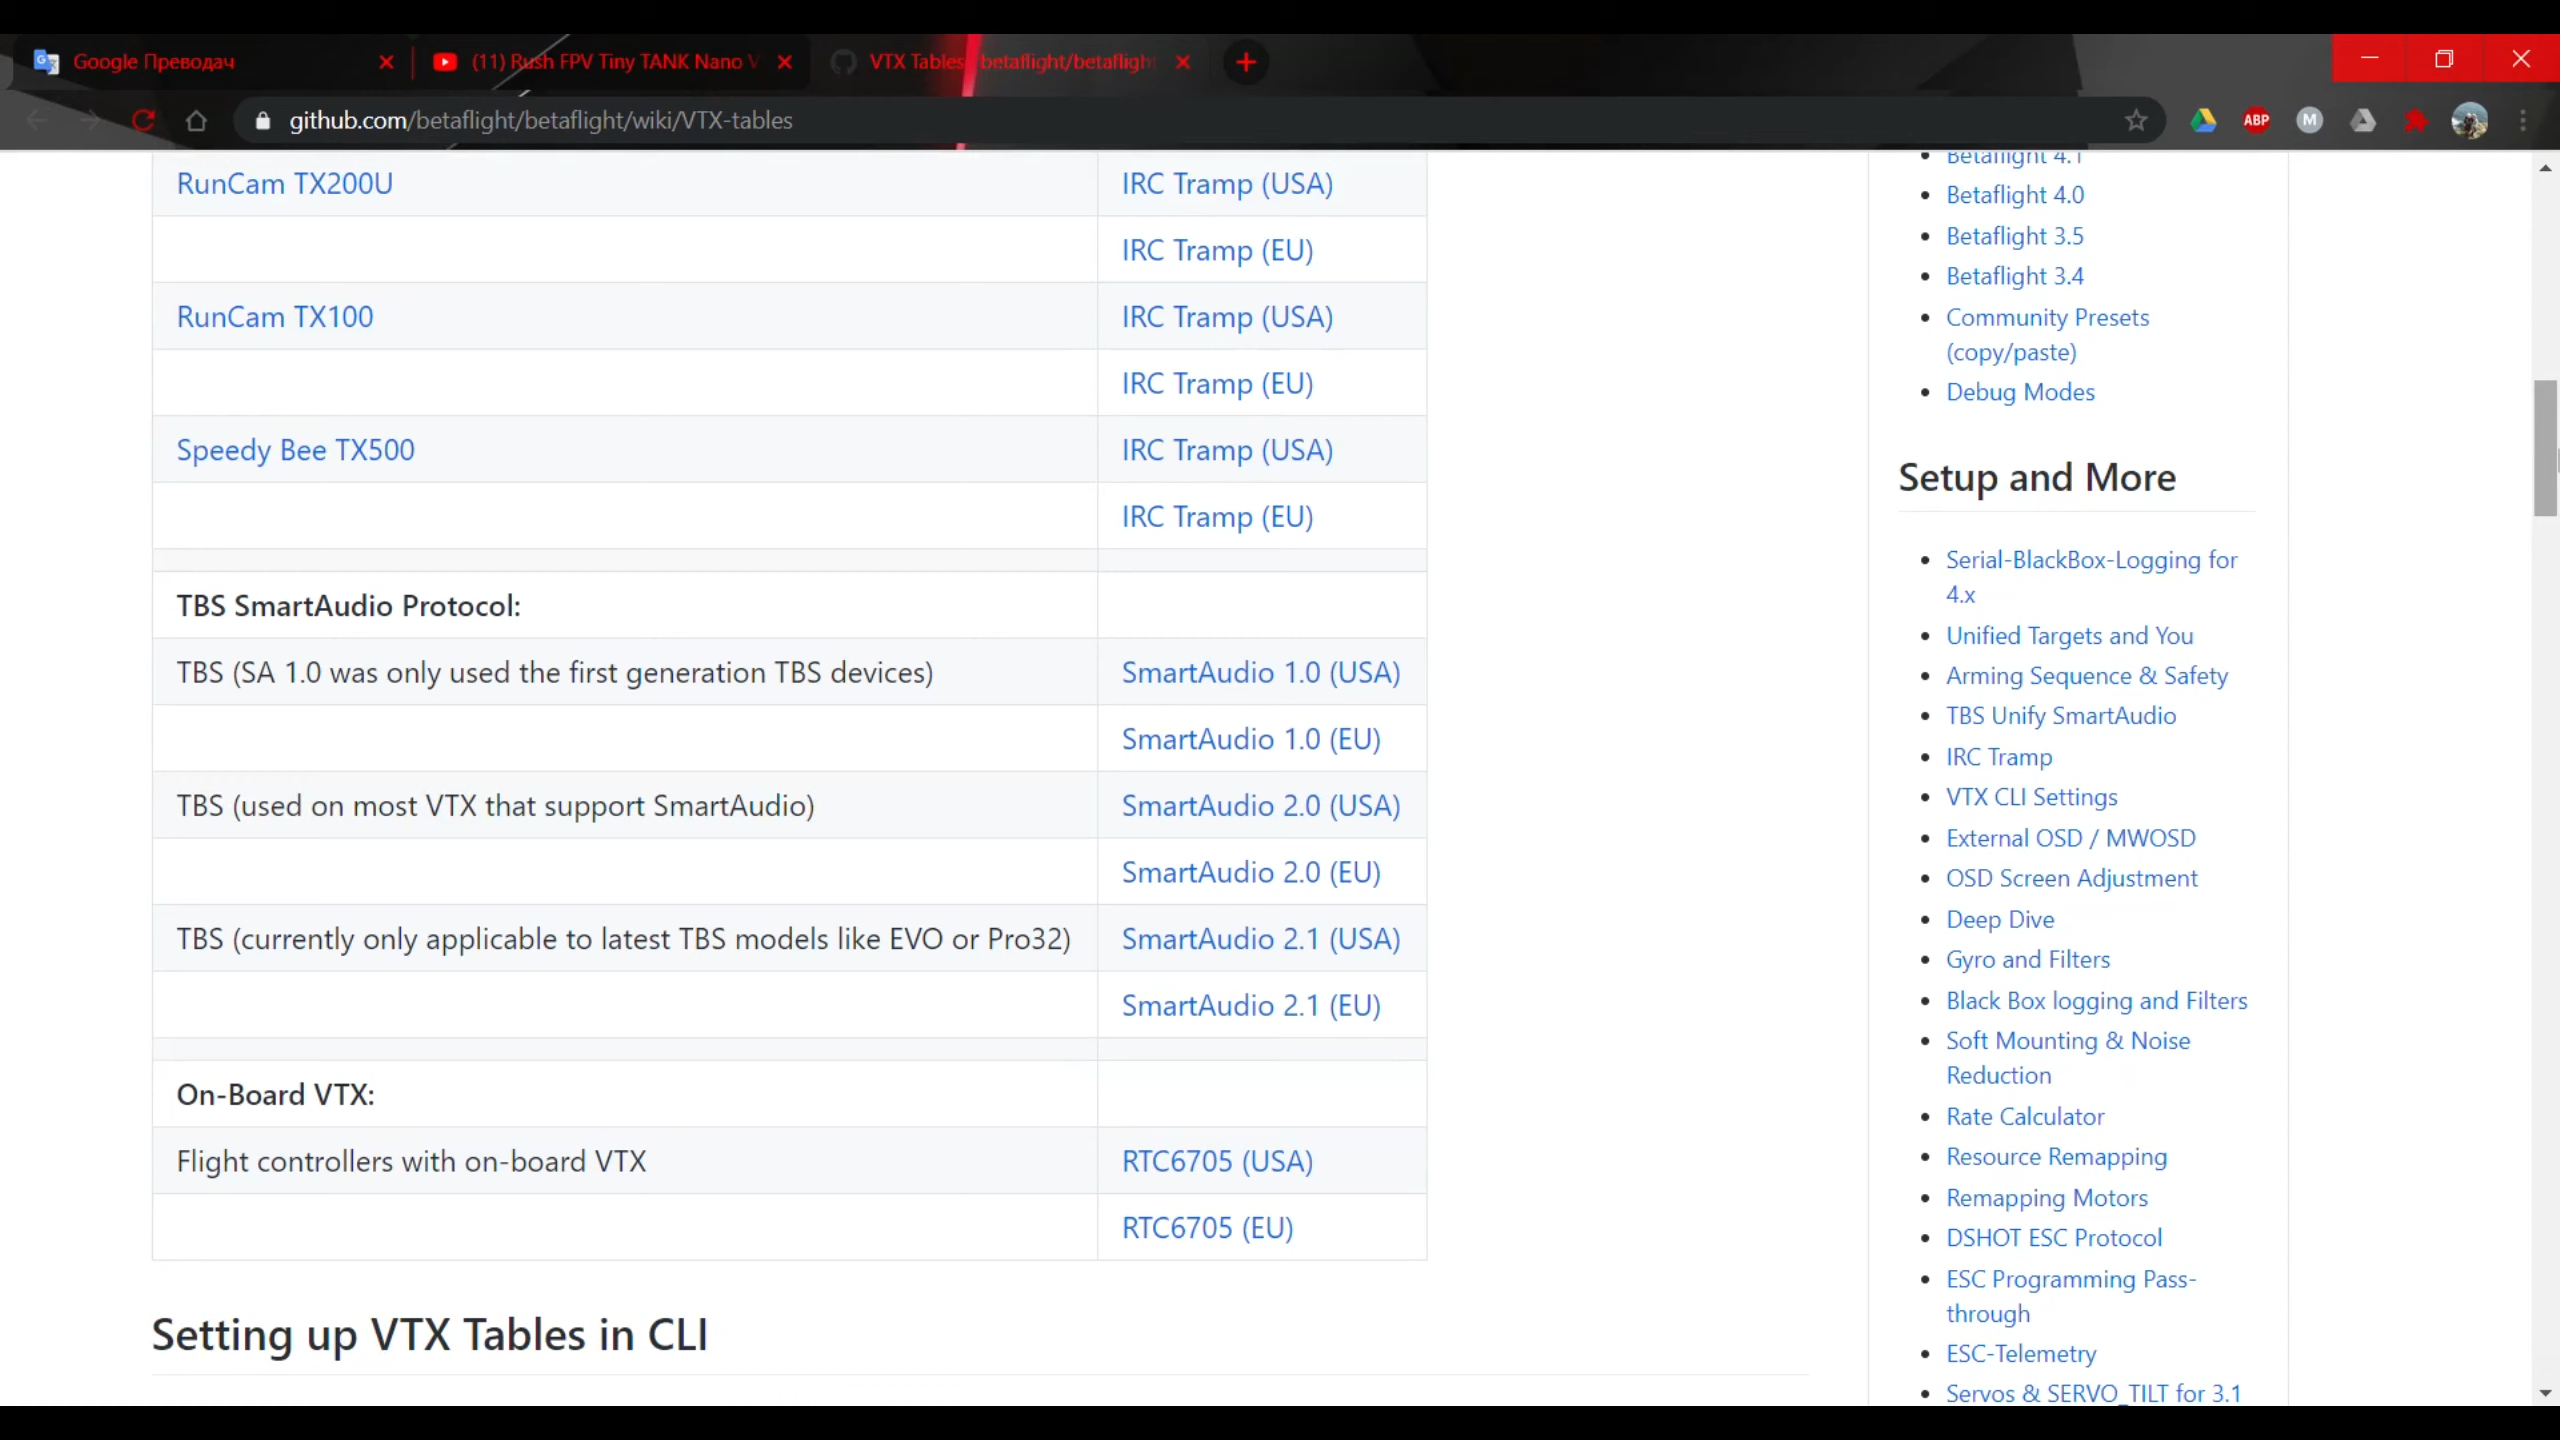 Google Преводач
(11) Rush FPV Tiny TANK Nano V
VTX Tables betaflight/betafligh
github.com/betaflight/betaflight/wiki/VTX-tables
ABP
M
RunCam TX200U
IRC Tramp (USA)
IRC Tramp (EU)
RunCam TX100
IRC Tramp (USA)
IRC Tramp (EU)
Speedy Bee TX500
IRC Tramp (USA)
IRC Tramp (EU)
TBS SmartAudio Protocol:
TBS (SA 1.0 was only used the first generation TBS devices)
SmartAudio 1.0 (USA)
SmartAudio 1.0 (EU)
TBS (used on most VTX that support SmartAudio)
SmartAudio 2.0 (USA)
SmartAudio 2.0 (EU)
TBS (currently only applicable to latest TBS models like EVO or Pro32)
SmartAudio 2.1 (USA)
SmartAudio 2.1 (EU)
On-Board VTX:
Flight controllers with on-board VTX
RTC6705 (USA)
RTC6705 (EU)
Setting up VTX Tables in CLI
Betaflight 4.1
Betaflight 4.0
Betaflight 3.5
Betaflight 3.4
Community Presets
(copy/paste)
Debug Modes
Setup and More
Serial-BlackBox-Logging for
4.x
Unified Targets and You
Arming Sequence & Safety
TBS Unify SmartAudio
IRC Tramp
VTX CLI Settings
External OSD / MWOSD
OSD Screen Adjustment
Deep Dive
Gyro and Filters
Black Box logging and Filters
Soft Mounting & Noise
Reduction
Rate Calculator
Resource Remapping
Remapping Motors
DSHOT ESC Protocol
ESC Programming Pass-
through
ESC-Telemetry
Servos & SERVO_TILT for 3.1